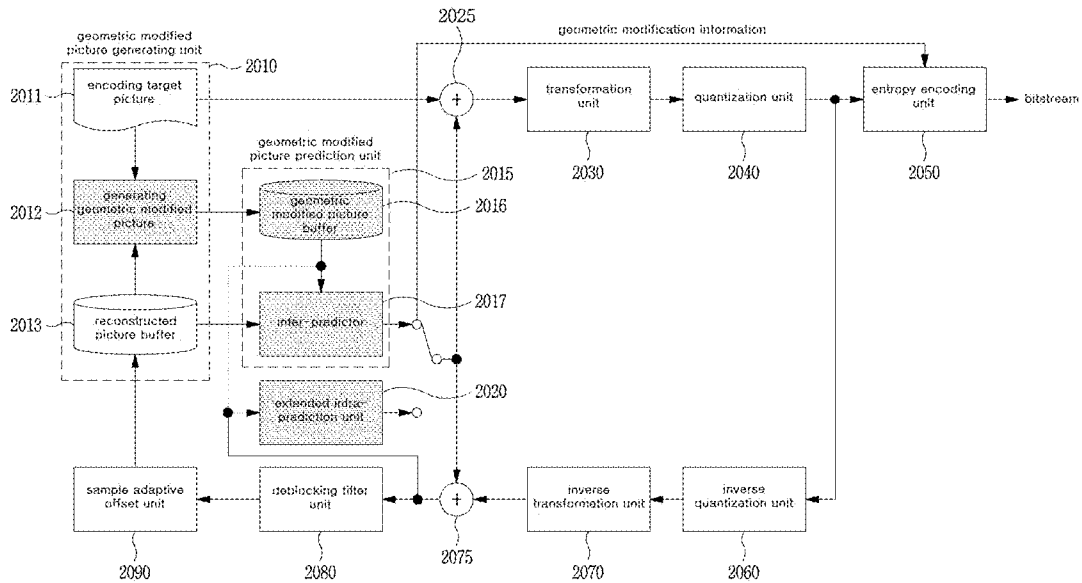 2025
geometric modified
picture generating unit
geometric modification information
2010
2011
encoding target
picture
transformation
unit
quantization unit
entropy encoding
unit
bitstream
geometric modified
picture prediction unit
2030
2040
2050
2015
2012
generating
geometric modified
picture
geometric
modified picture
buffer
2016
2013
reconstructed
picture buffer
inter-predictor
2017
2020
extended intra-
prediction unit
sample adaptive
offset unit
deblocking filter
unit
inverse
transformation unit
inverse
quantization unit
2090
2080
2075
2070
2060